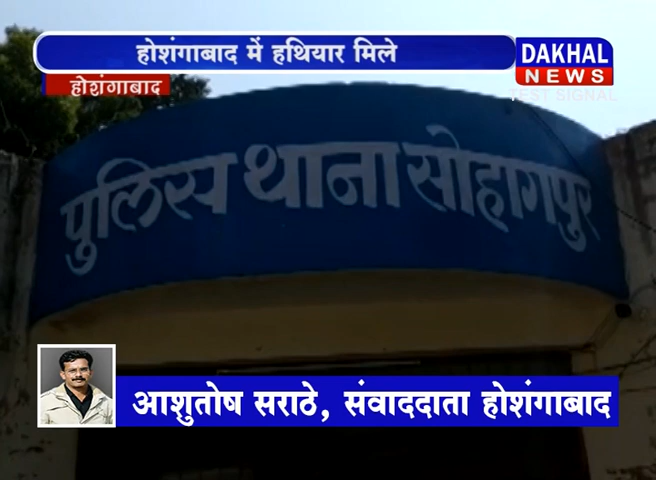 होशंगाबाद में हथियार मिले
DAKHAL
NEWS
TEST SIGNAL
होशंगाबाद
पुलिस थाना सोहागपुर
आशुतोष सराठे, संवाददाता होशंगाबाद